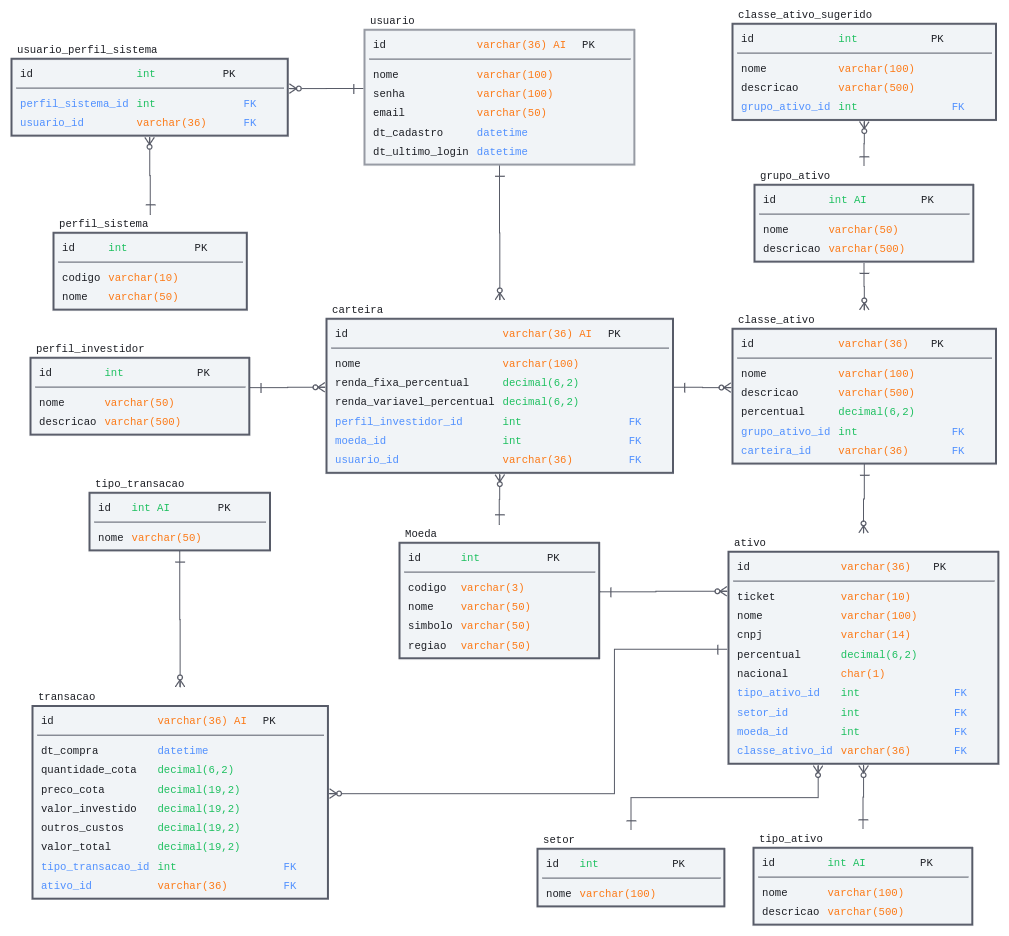 usuario_perfil_sistema
id int PK
perfil_sistema_id int FK
usuario_id varchar(36) FK
usuario
id varchar(36) AI PK
nome varchar(100)
senha varchar(100)
email varchar(50)
dt_cadastro datetime
dt_ultimo_login datetime
classe_ativo_sugerido
id int PK
nome varchar(100)
descricao varchar(500)
grupo_ativo_id int FK
perfil_sistema
id int PK
codigo varchar(10)
nome varchar(50)
grupo_ativo
id int AI PK
nome varchar(50)
descricao varchar(500)
perfil_investidor
id int PK
nome varchar(50)
descricao varchar(500)
carteira
id varchar(36) AI PK
nome varchar(100)
renda_fixa_percentual decimal(6,2)
renda_variavel_percentual decimal(6,2)
perfil_investidor_id int FK
moeda_id int FK
usuario_id varchar(36) FK
classe_ativo
id varchar(36) PK
nome varchar(100)
descricao varchar(500)
percentual decimal(6,2)
grupo_ativo_id int FK
carteira_id varchar(36) FK
tipo_transacao
id int AI PK
nome varchar(50)
Moeda
id int PK
codigo varchar(3)
nome varchar(50)
simbolo varchar(50)
regiao varchar(50)
ativo
id varchar(36) PK
ticket varchar(10)
nome varchar(100)
cnpj varchar(14)
percentual decimal(6,2)
nacional char(1)
tipo_ativo_id int FK
setor_id int FK
moeda_id int FK
classe_ativo_id varchar(36) FK
transacao
id varchar(36) AI PK
dt_compra datetime
quantidade_cota decimal(6,2)
preco_cota decimal(19,2)
valor_investido decimal(19,2)
outros_custos decimal(19,2)
valor_total decimal(19,2)
tipo_transacao_id int FK
ativo_id varchar(36) FK
setor
id int PK
nome varchar(100)
tipo_ativo
id int AI PK
nome varchar(100)
descricao varchar(500)